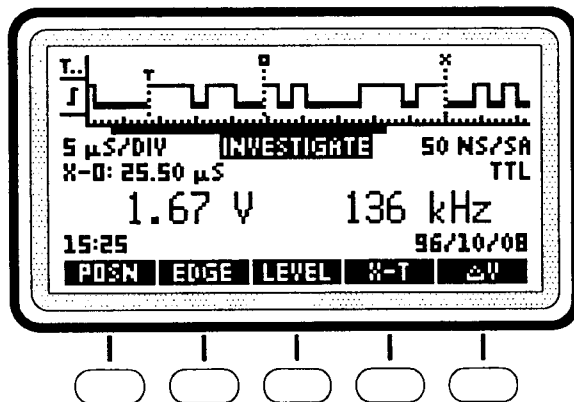 T..
T
X
5 µS/DIV INVESTIGATE 50 NS/SA
X-O: 25.50 µS TTL
1.67 V 136 kHz
15:25 96/10/08
POSN EDGE LEVEL X-T △V